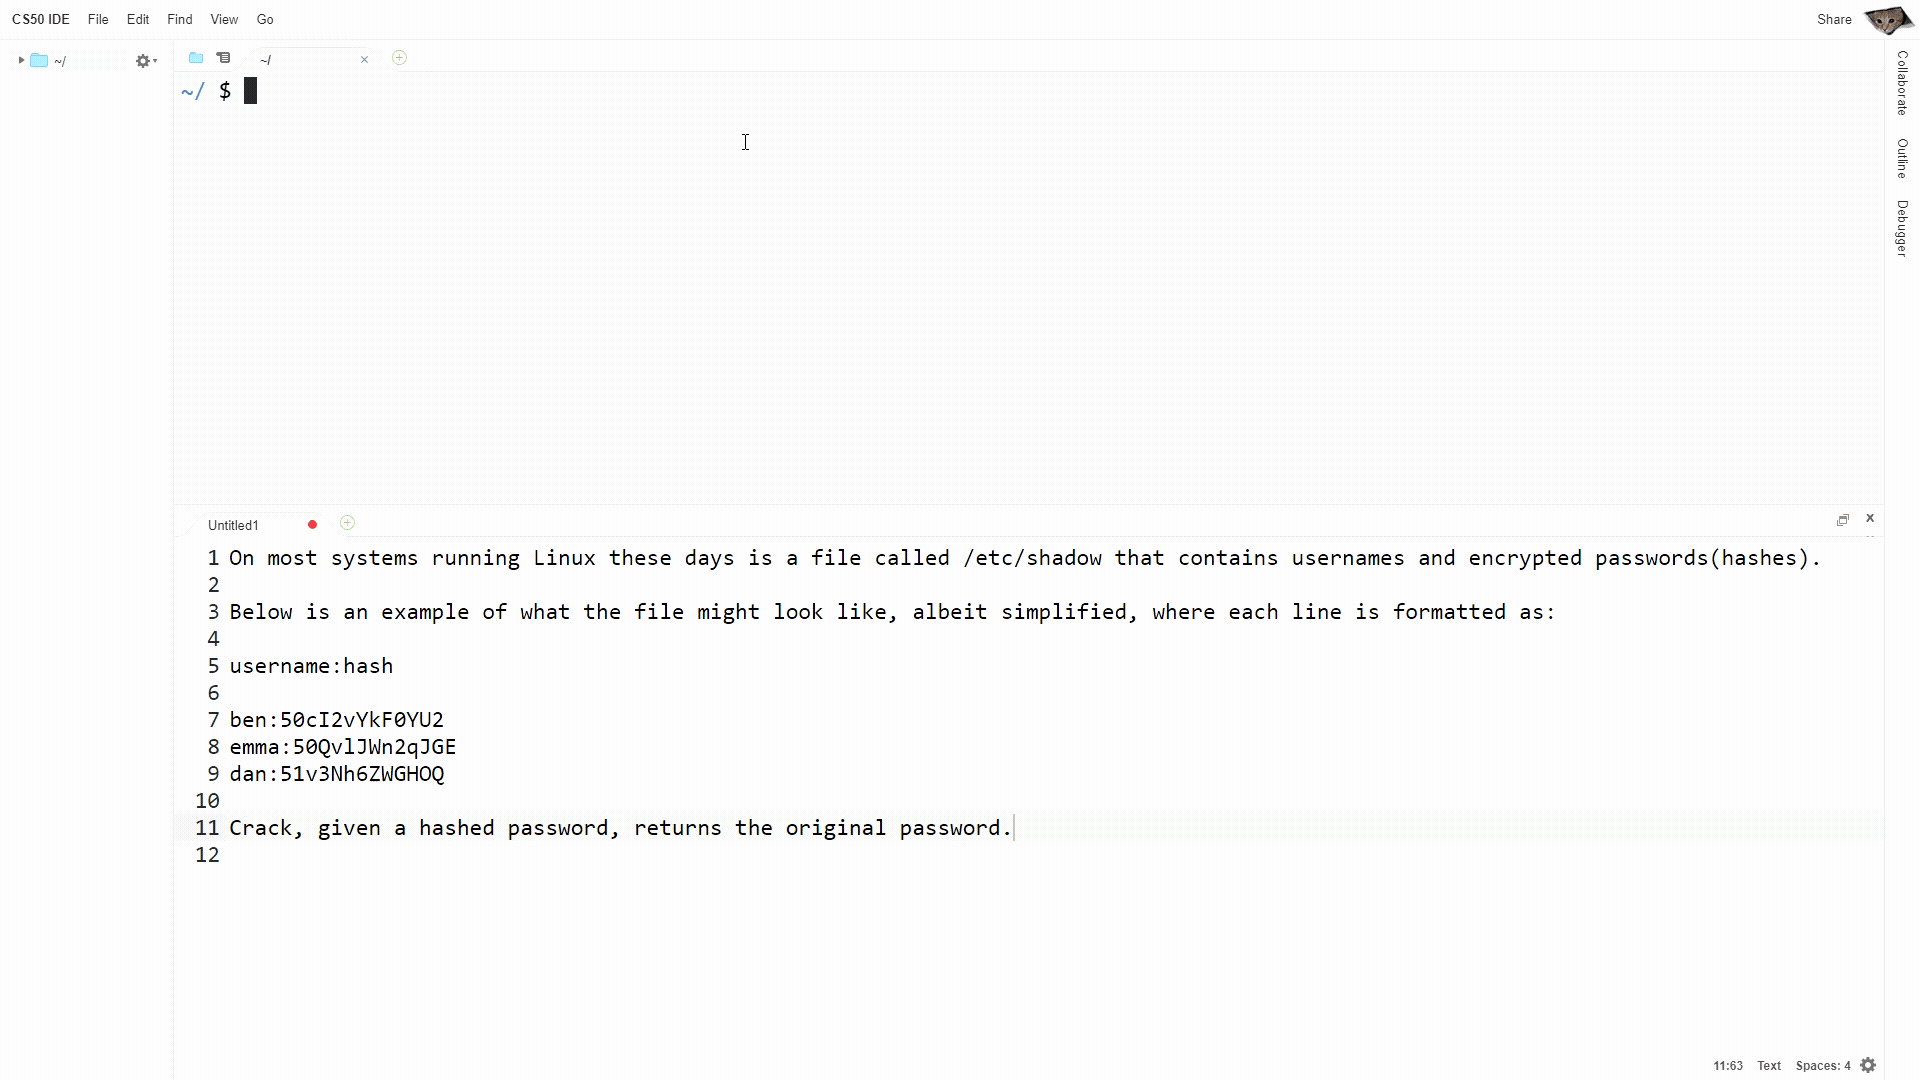 CS50 IDE File Edit Find View Go Share
~/
~/
~/ $
Collaborate
Outline
Debugger
Untitled1
1 On most systems running Linux these days is a file called /etc/shadow that contains usernames and encrypted passwords(hashes).
2
3 Below is an example of what the file might look like, albeit simplified, where each line is formatted as:
4
5 username:hash
6
7 ben:50cI2vYkF0YU2
8 emma:50QvlJWn2qJGE
9 dan:51v3Nh6ZWGHOQ
10
11 Crack, given a hashed password, returns the original password.
12
11:63 Text Spaces: 4